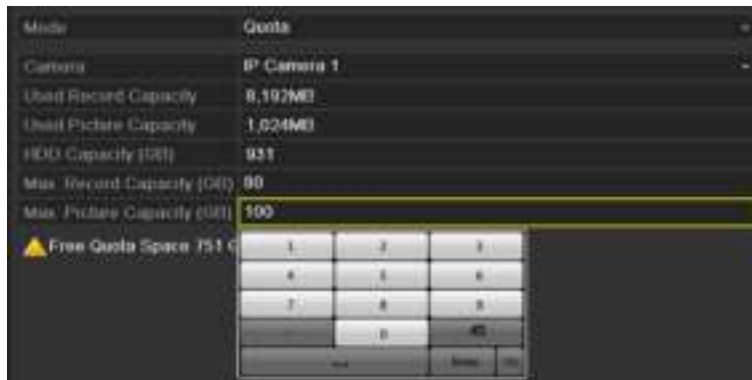 Mode Quota
Camera IP Camera 1
Used Record Capacity 8,192MB
Used Picture Capacity 1,024MB
HDD Capacity (GB) 931
Max. Record Capacity (GB) 80
Max. Picture Capacity (GB) 100
Free Quota Space 751 G
1 2 3
4 5 6
7 8 9
0
Enter